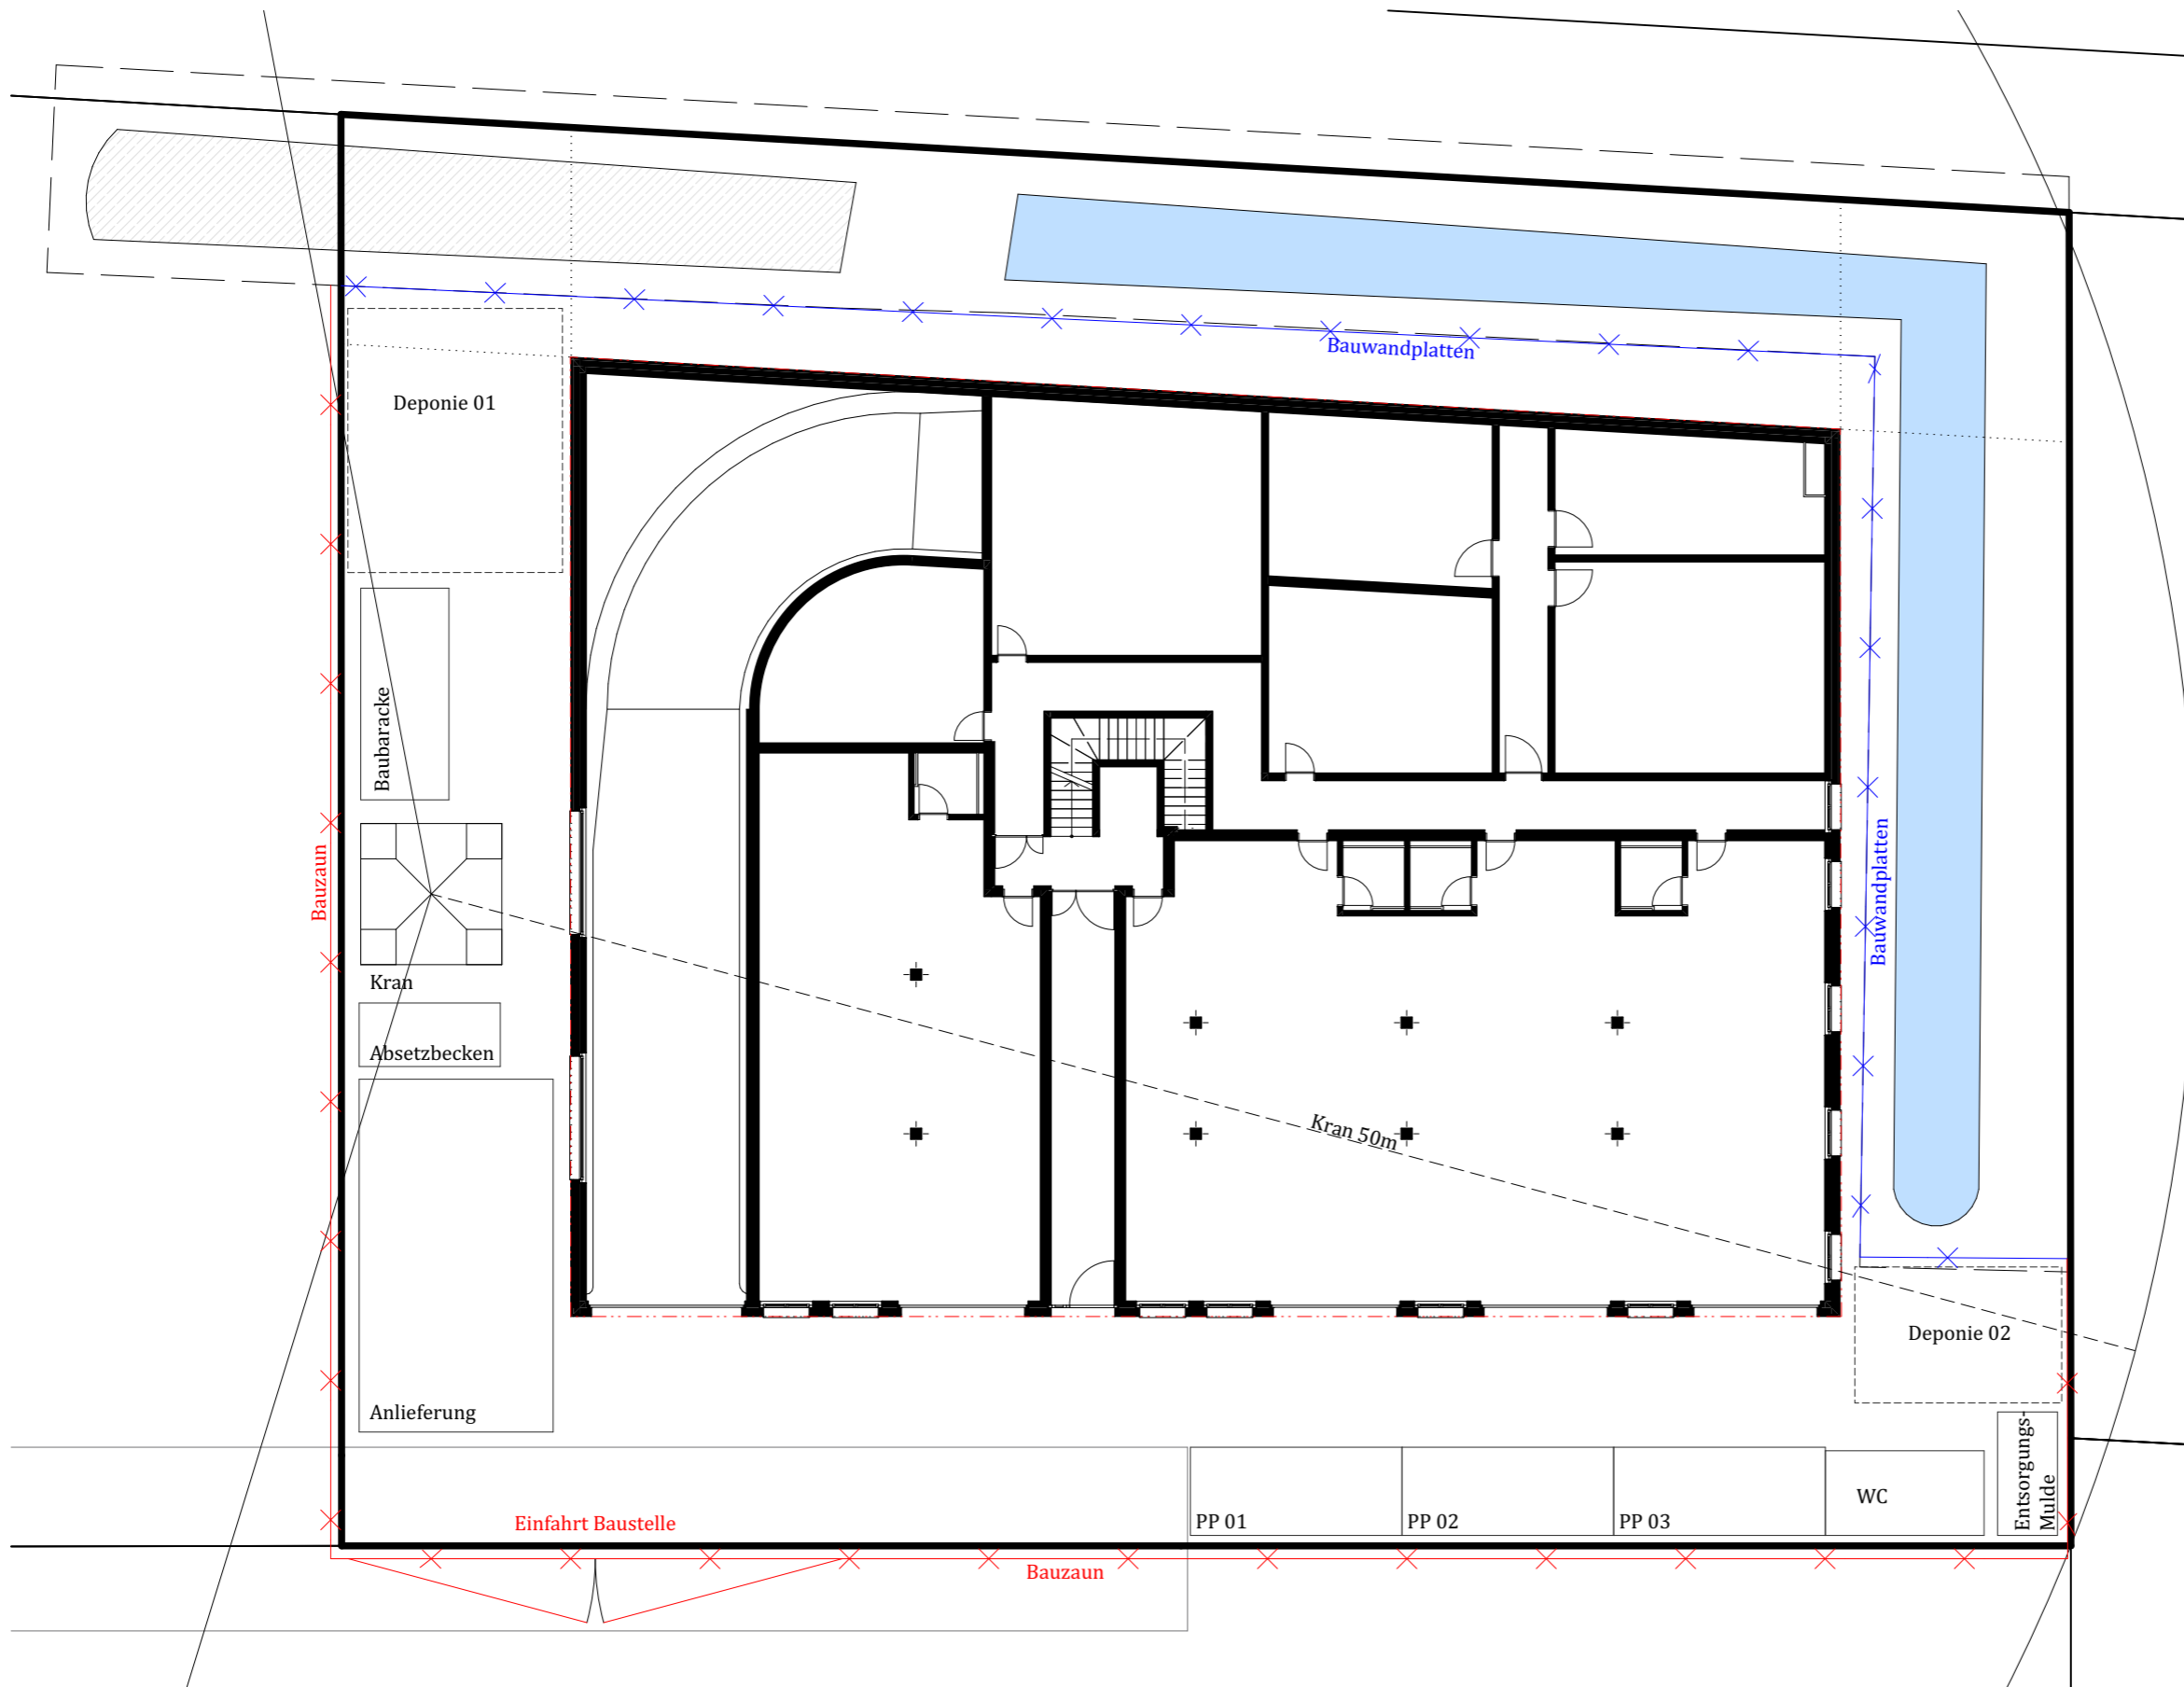 Bauwandplatten
Deponie 01
Baubaracke
Bauzaun
Bauwandplatten
Kran
Absetzbecken
Kran 50m
Deponie 02
Anlieferung
Einfahrt Baustelle
PP 01
PP 02
PP 03
WC
Entsorgungs-
Mulde
Bauzaun